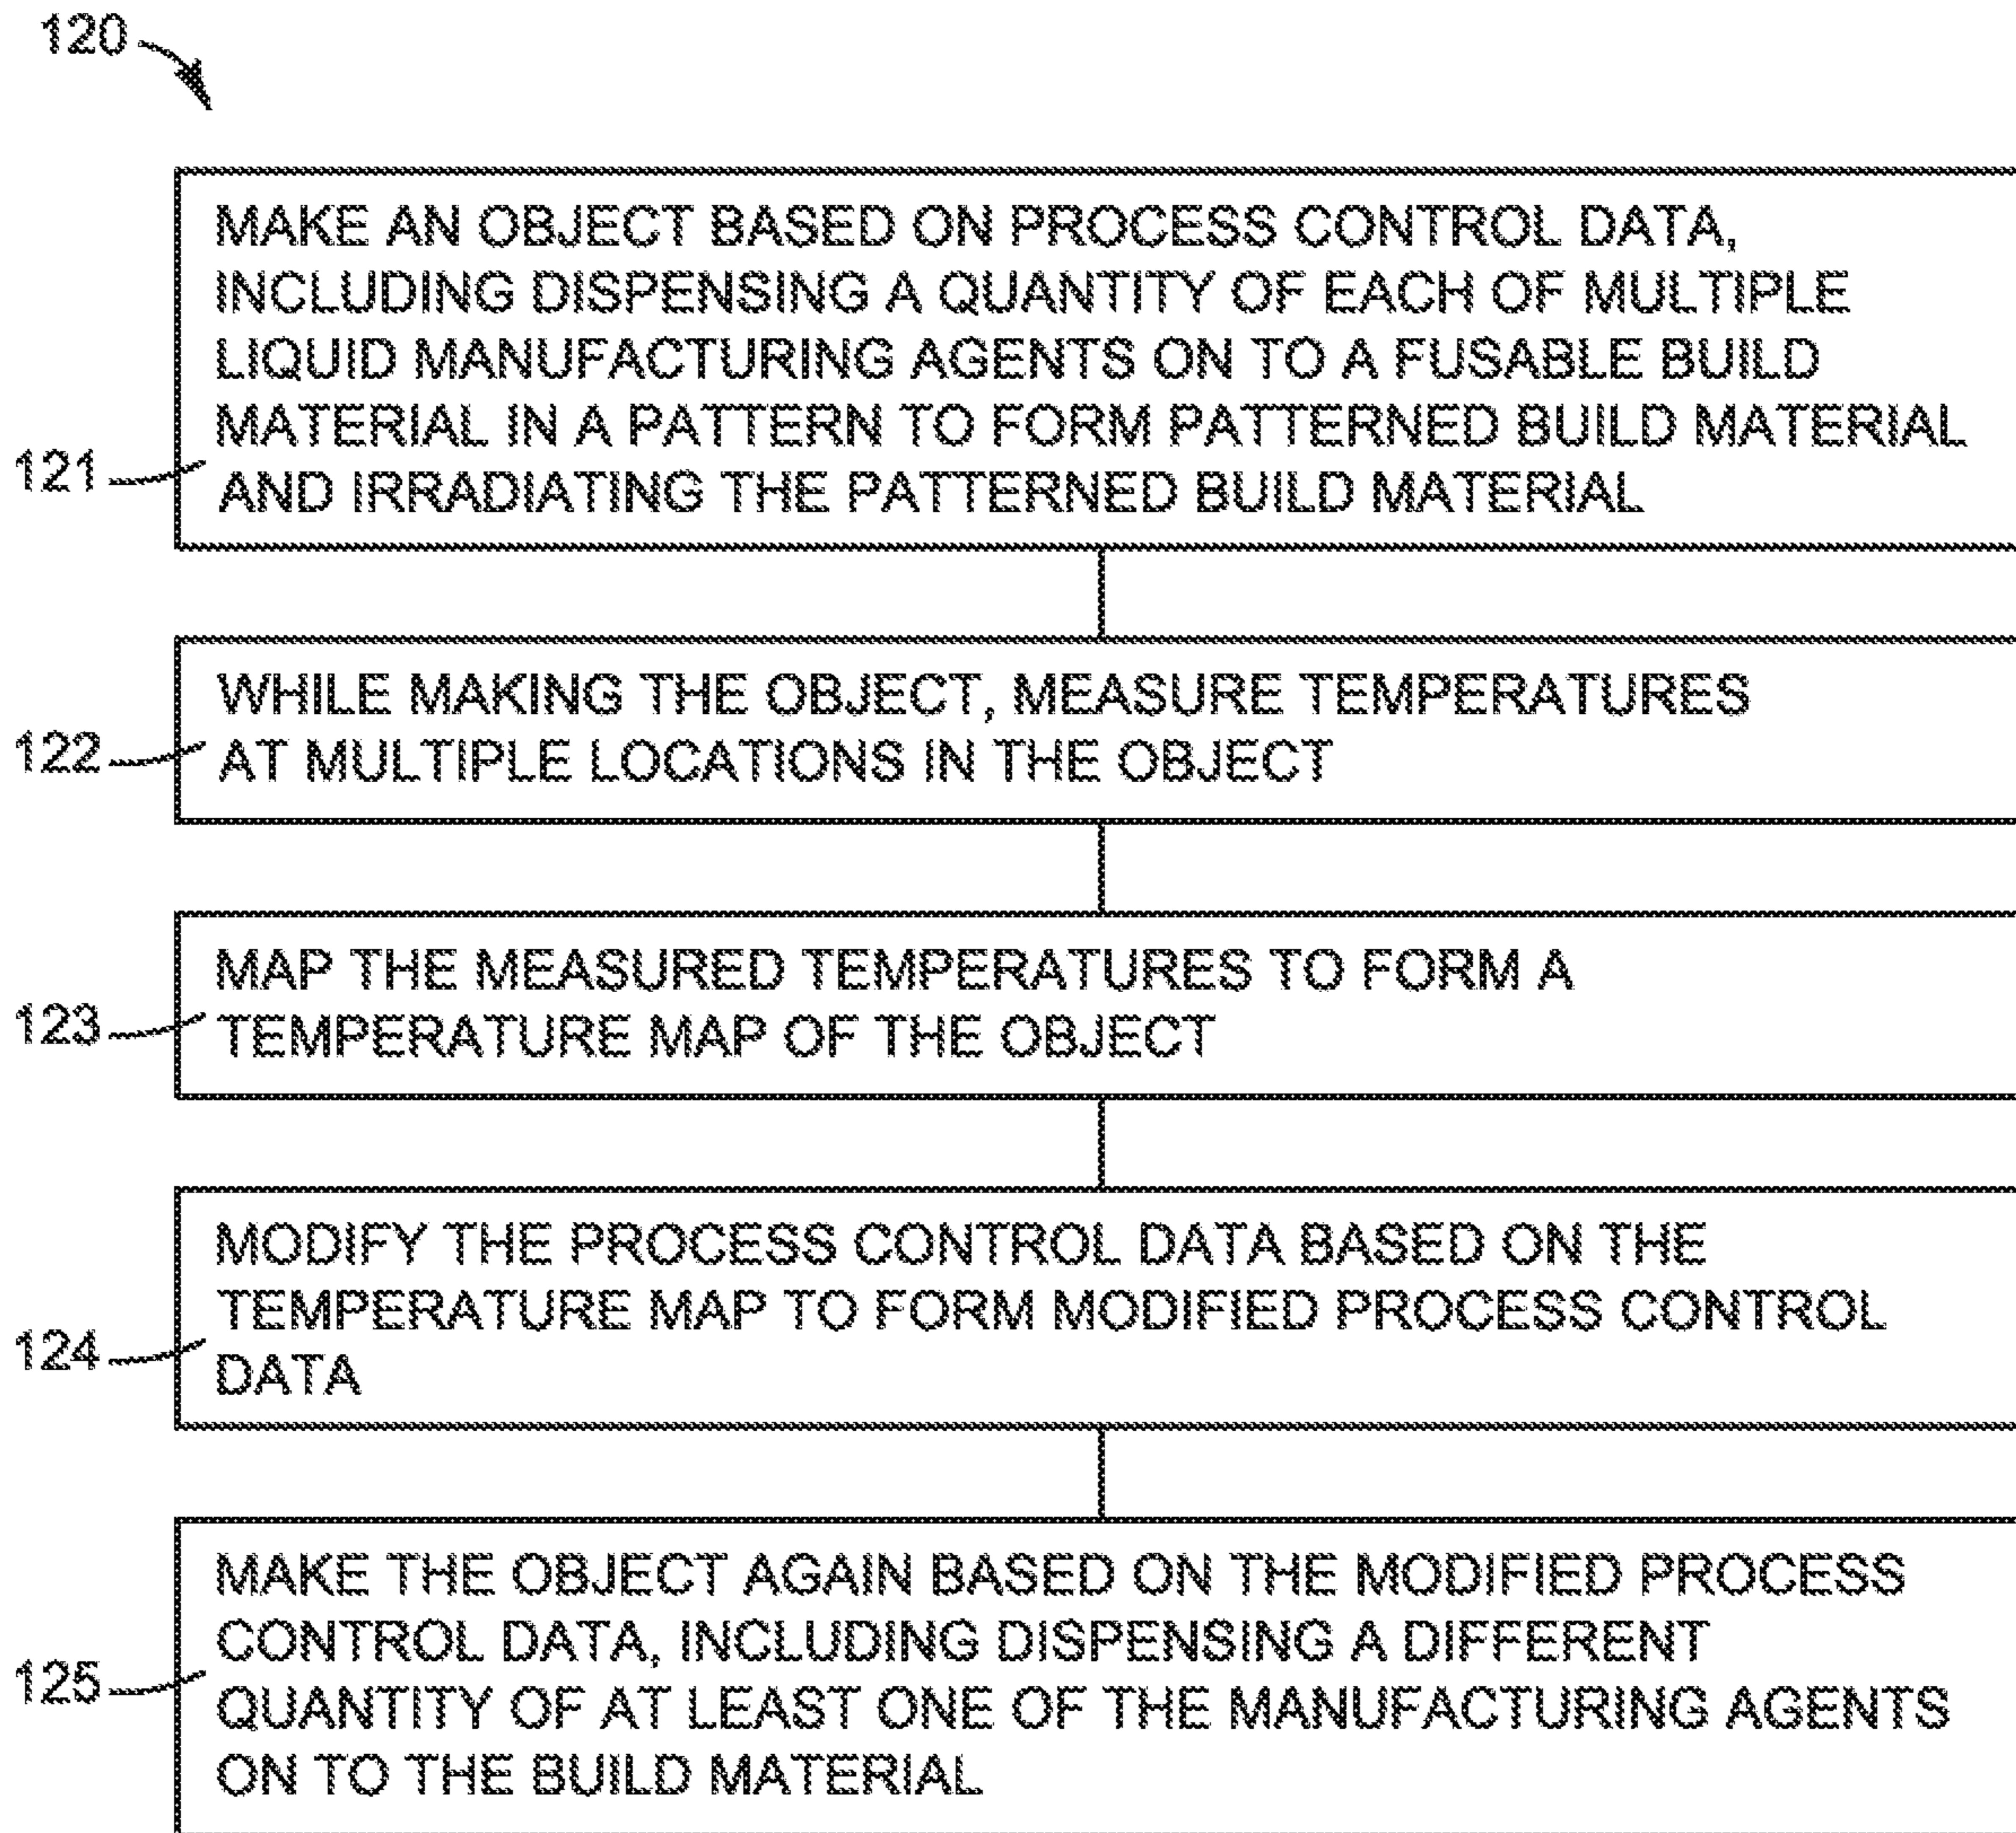 120
MAKE AN OBJECT BASED ON PROCESS CONTROL DATA,
INCLUDING DISPENSING A QUANTITY OF EACH OF MULTIPLE
LIQUID MANUFACTURING AGENTS ON TO A FUSABLE BUILD
MATERIAL IN A PATTERN TO FORM PATTERNED BUILD MATERIAL
121
AND IRRADIATING THE PATTERNED BUILD MATERIAL
WHILE MAKING THE OBJECT, MEASURE TEMPERATURES
122
AT MULTIPLE LOCATIONS IN THE OBJECT
MAP THE MEASURED TEMPERATURES TO FORM A
123
TEMPERATURE MAP OF THE OBJECT
MODIFY THE PROCESS CONTROL DATA BASED ON THE
TEMPERATURE MAP TO FORM MODIFIED PROCESS CONTROL
124
DATA
MAKE THE OBJECT AGAIN BASED ON THE MODIFIED PROCESS
CONTROL DATA, INCLUDING DISPENSING A DIFFERENT
125
QUANTITY OF AT LEAST ONE OF THE MANUFACTURING AGENTS
ON TO THE BUILD MATERIAL